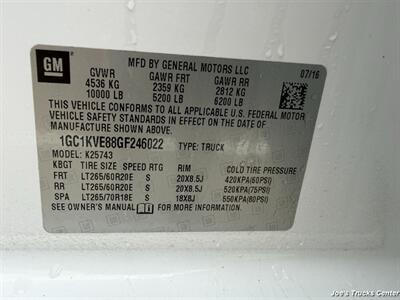 GM
MFD BY GENERAL MOTORS LLC
07/16
GVWR GAWR FRT GAWR RR
4536 KG 2359 KG 2812 KG
10000 LB 5200 LB 6200 LB
THIS VEHICLE CONFORMS TO ALL APPLICABLE U.S. FEDERAL MOTOR
VEHICLE SAFETY STANDARDS IN EFFECT ON THE DATE OF
MANUFACTURE SHOWN ABOVE.
1GC1KVE88GF246022 TYPE: TRUCK
MODEL: K25743
KBGT TIRE SIZE SPEED RTG RIM COLD TIRE PRESSURE
FRT LT265/60R20E S 20X8.5J 420KPA(60PSI)
RR LT265/60R20E S 20X8.5J 520KPA(75PSI)
SPA LT265/70R18E S 18X8J 550KPA(80PSI)
SEE OWNER'S MANUAL FOR MORE INFORMATION.
Joe's Trucks Center